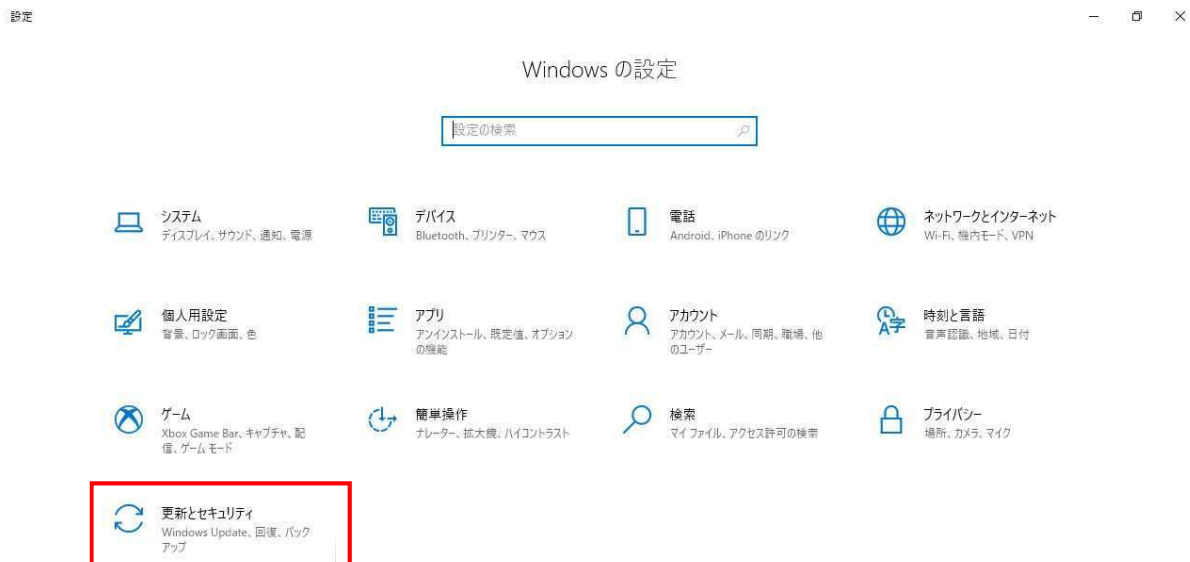 設定
Windows の設定
設定の検索
システム
ディスプレイ、サウンド、通知、電源
デバイス
Bluetooth、プリンター、マウス
電話
Android、iPhone のリンク
ネットワークとインターネット
Wi-Fi、機内モード、VPN
個人用設定
背景、ロック画面、色
アプリ
アンインストール、既定値、オプション
の機能
アカウント
アカウント、メール、同期、職場、他
のユーザー
時刻と言語
音声認識、地域、日付
ゲーム
Xbox Game Bar、キャプチャ、配
信、ゲーム モード
簡単操作
ナレーター、拡大鏡、ハイコントラスト
検索
マイ ファイル、アクセス許可の検索
プライバシー
場所、カメラ、マイク
更新とセキュリティ
Windows Update、回復、バック
アップ